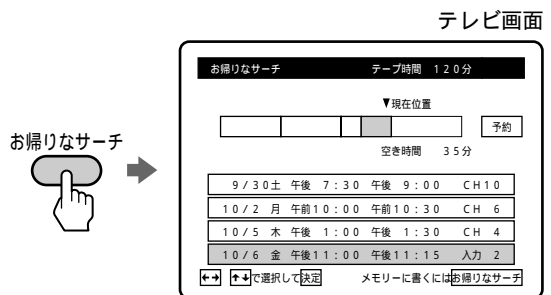 テレビ画面
お帰りなサーチ テープ時間 120分
▼現在位置
予約
お帰りなサーチ
空き時間 35分
9/30土 午後 7:30 午後 9:00 CH10
10/2 月 午前10:00 午前10:30 CH 6
10/5 木 午後 1:00 午後 1:30 CH 4
10/6 金 午後11:00 午後11:15 入力 2
←→ ↑↓で選択して決定 メモリーに書くにはお帰りなサーチ